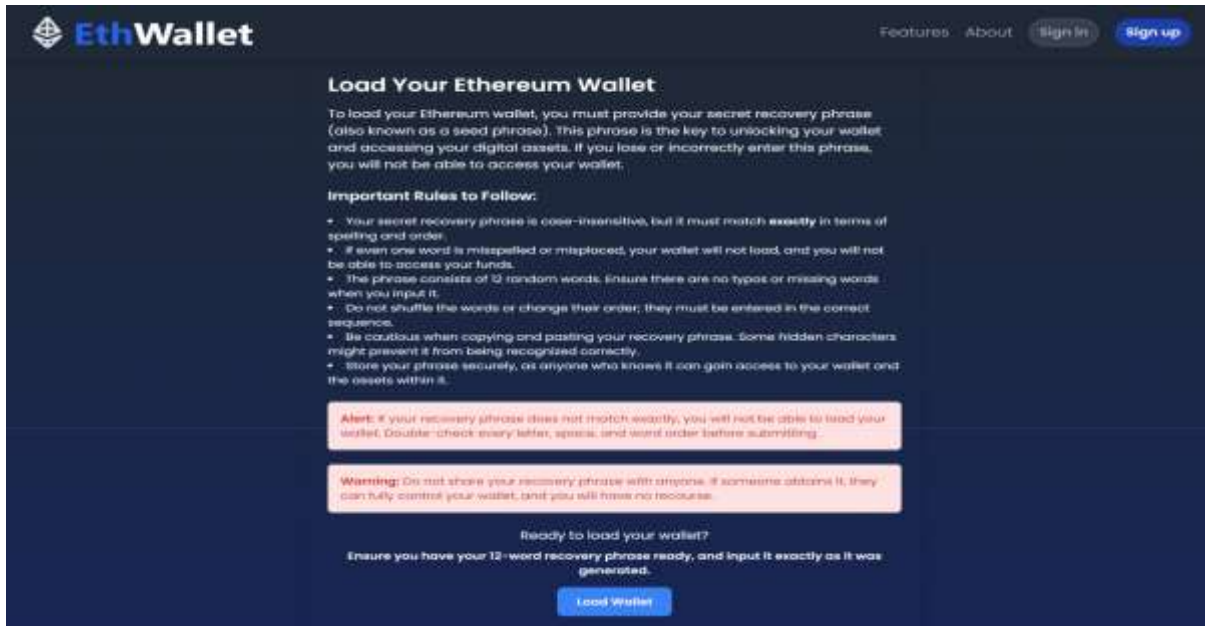 EthWallet
Features About Sign in Sign up
Load Your Ethereum Wallet
To load your Ethereum wallet, you must provide your secret recovery phrase
(also known as a seed phrase). This phrase is the key to unlocking your wallet
and accessing your digital assets. If you lose or incorrectly enter this phrase,
you will not be able to access your wallet.
Important Rules to Follow:
• Your secret recovery phrase is case-insensitive, but it must match exactly in terms of
spelling and order.
• If even one word is misspelled or misplaced, your wallet will not load, and you will not
be able to access your funds.
• The phrase consists of 12 random words. Ensure there are no typos or missing words
when you input it.
• Do not shuffle the words or change their order; they must be entered in the correct
sequence.
• Be cautious when copying and pasting your recovery phrase. Some hidden characters
might prevent it from being recognized correctly.
• Store your phrase securely, as anyone who knows it can gain access to your wallet and
the assets within it.
Alert: If your recovery phrase does not match exactly, you will not be able to load your
wallet. Double-check every letter, space, and word order before submitting.
Warning: Do not share your recovery phrase with anyone. If someone obtains it, they
can fully control your wallet, and you will have no recourse.
Ready to load your wallet?
Ensure you have your 12-word recovery phrase ready, and input it exactly as it was
generated.
Load Wallet